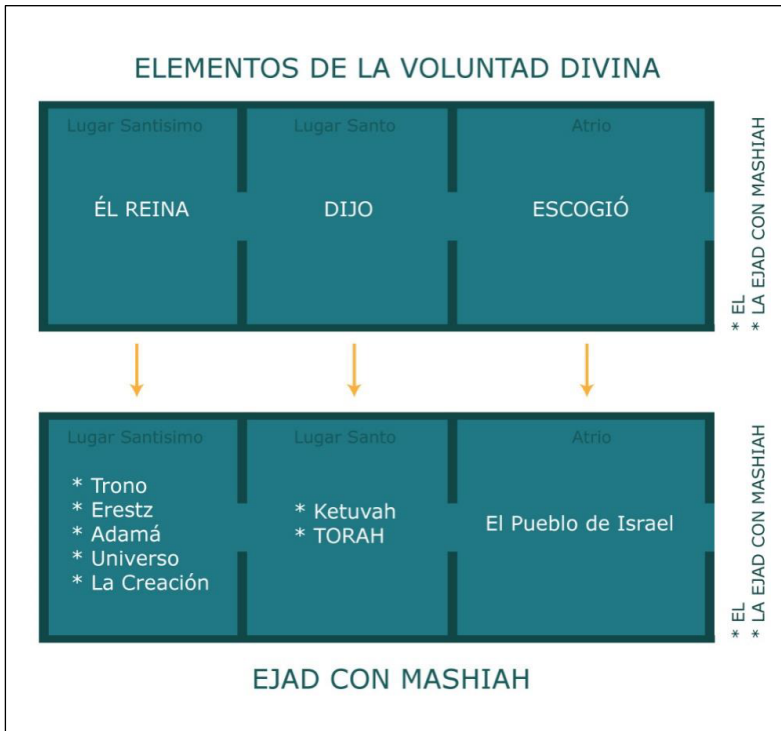 ELEMENTOS DE LA VOLUNTAD DIVINA
Lugar Santisimo
Lugar Santo
Atrio
ÉL REINA
DIJO
ESCOGIÓ
* EL
* LA EJAD CON MASHIAH
Lugar Santisimo
Lugar Santo
Atrio
* Trono
* Erestz
* Adamá
* Universo
* La Creación
* Ketuvah
* TORAH
El Pueblo de Israel
* EL
* LA EJAD CON MASHIAH
EJAD CON MASHIAH